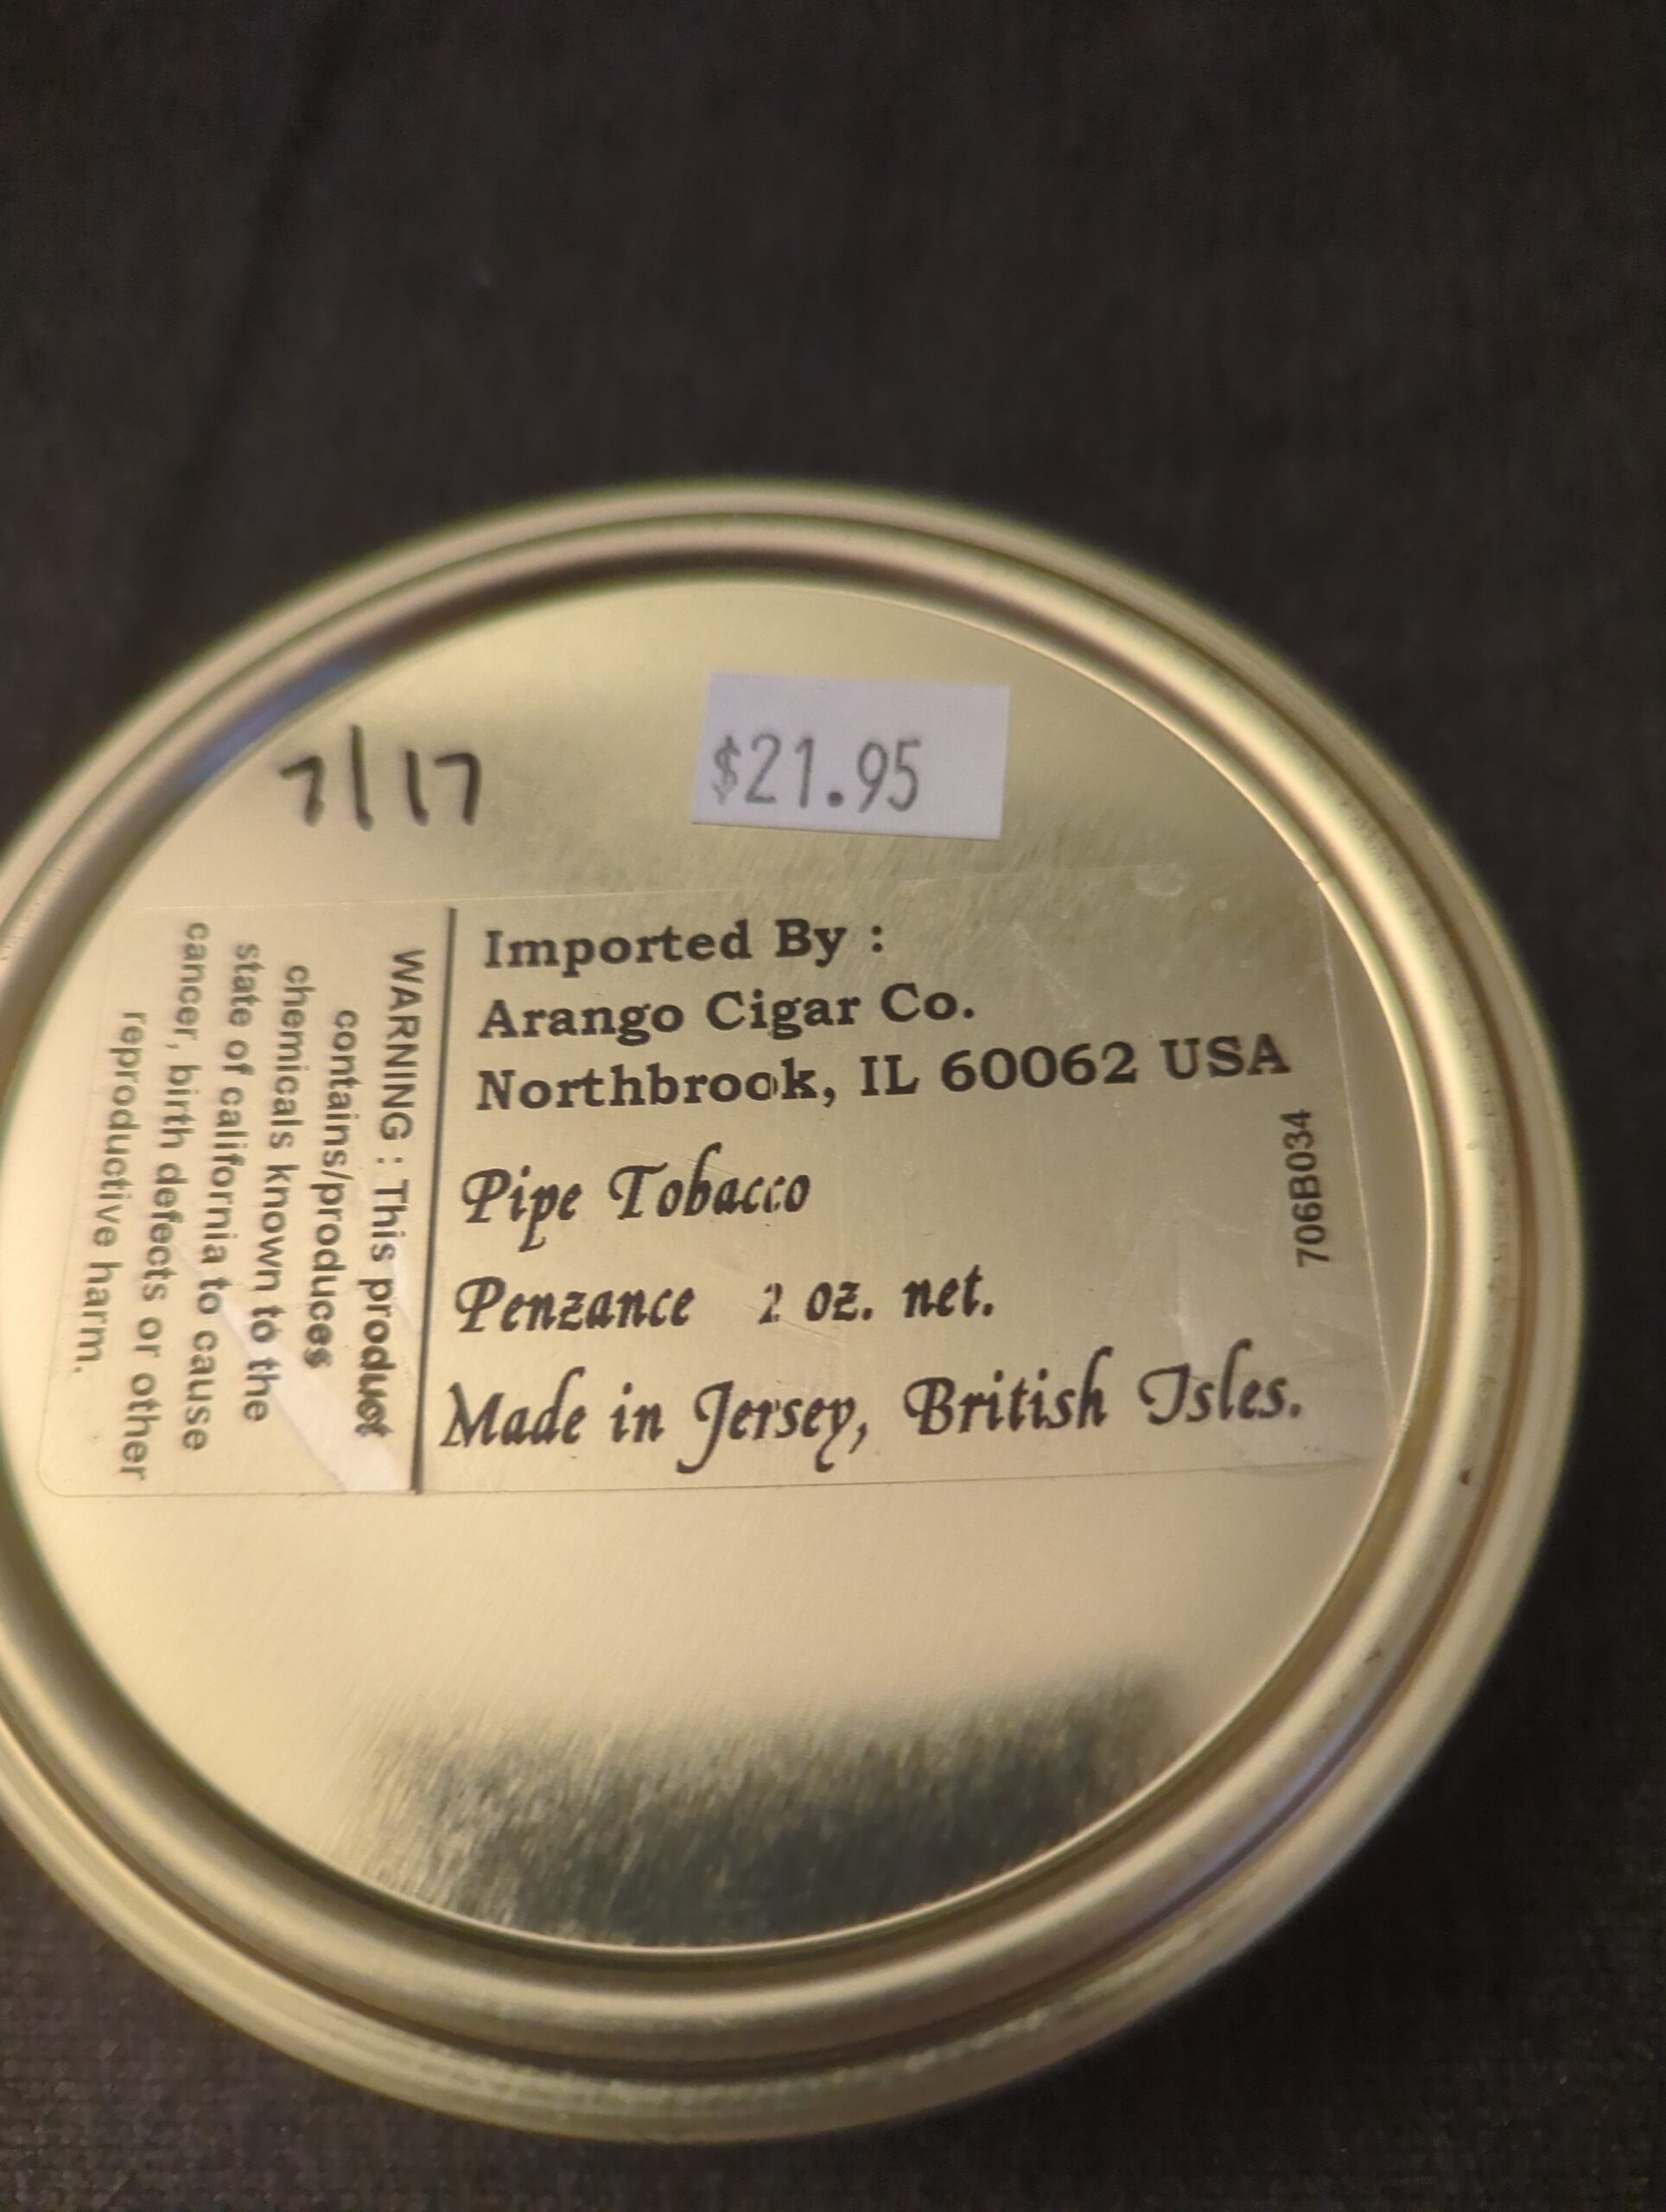 7/17
$21.95
Imported By :
Arango Cigar Co.
Northbrook, IL 60062 USA
Pipe Tobacco
Penzance 2 oz. net.
Made in Jersey, British Isles.
706B034
WARNING : This product
contains/produces
chemicals known to the
state of california to cause
cancer, birth defects or other
reproductive harm.